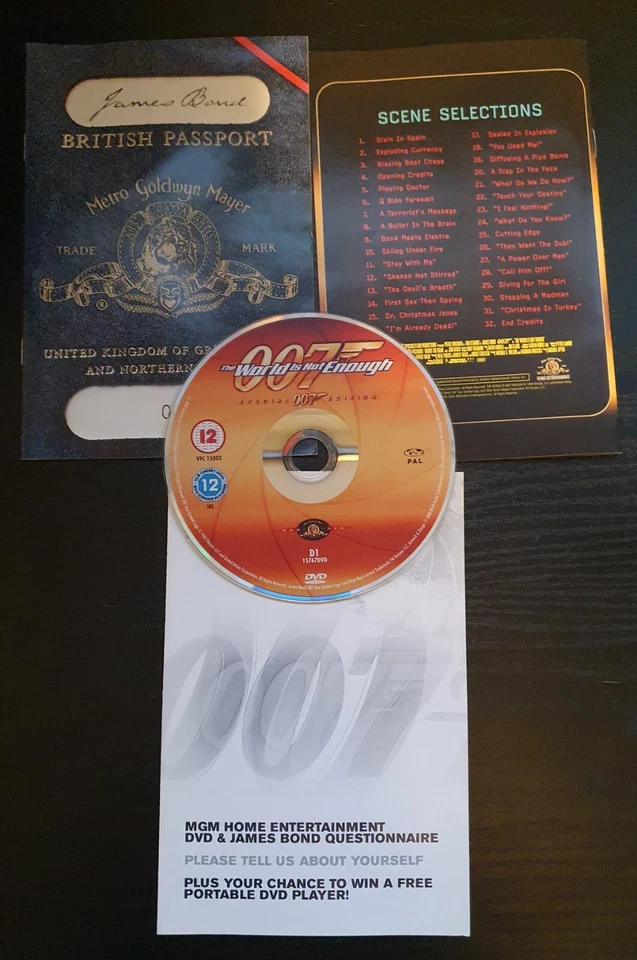 James Bond
BRITISH PASSPORT
Metro Goldwyn Mayer
TRADE MARK
UNITED KINGDOM OF
AND NORTHERN
0
SCENE SELECTIONS
1. Slain In Spain
2. Exploding Currency
3. Blazing Boat Chase
4. Opening Credits
5. Playing Doctor
6. Q Bids Farewell
7. A Terrorist's Message
8. A Bullet In The Brain
9. Bond Meets Elektra
10. Skiing Under Fire
11. "Stay With Me"
12. "Shaken Not Stirred"
13. "The Devil's Breath"
14. First Sex Then Spying
15. Dr. Christmas Jones
"I'm Already Dead!"
17. Sealed In Explosion
18. "You Used Me!"
19. Diffusing A Pipe Bomb
20. A Slap In The Face
21. "What Do We Do Now?"
22. "Touch Your Destiny"
23. "I Feel Nothing!"
24. "What Do You Know?"
25. Cutting Edge
26. "They Want The Sub!"
27. "A Power Over Men"
28. "Call Him Off!"
29. Diving For The Girl
30. Stopping A Madman
31. "Christmas In Turkey"
32. End Credits
007
The World Is Not Enough
SPECIAL 007 EDITION
12
VFC 15003
12
IRL
PAL
D1
15767DVD
DVD
007
MGM HOME ENTERTAINMENT
DVD & JAMES BOND QUESTIONNAIRE
PLEASE TELL US ABOUT YOURSELF
PLUS YOUR CHANCE TO WIN A FREE
PORTABLE DVD PLAYER!